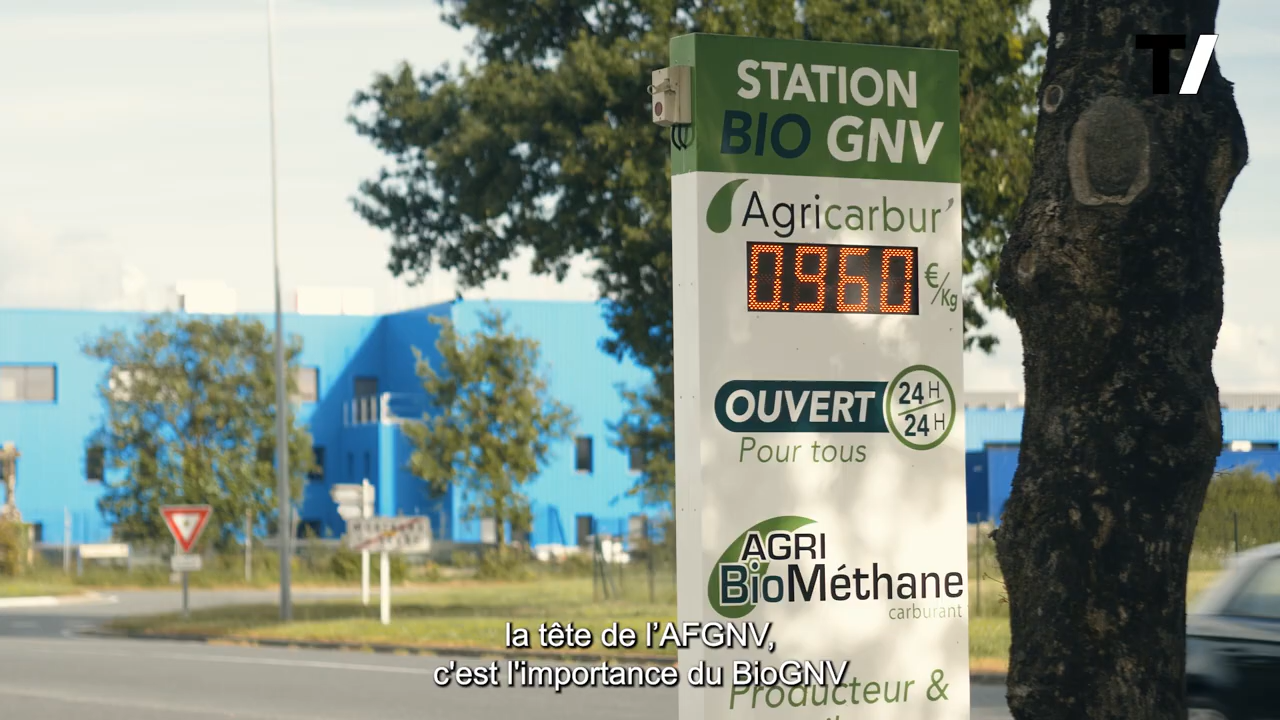 T/
STATION
BIO GNV
Agricarbur'
0.960 €/Kg
OUVERT 24H/24H
Pour tous
AGRI
BioMéthane
carburant
la tête de l'AFGNV,
c'est l'importance du BioGNV
Producteur &